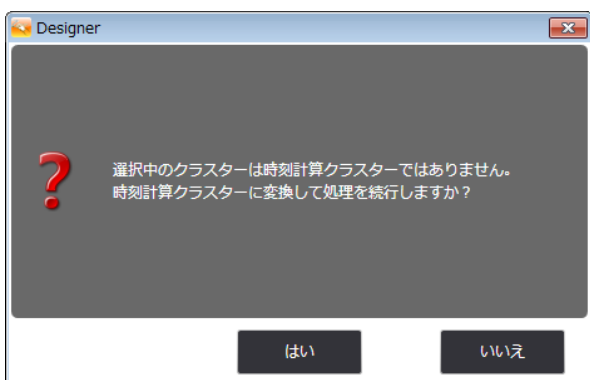 Designer
選択中のクラスターは時刻計算クラスターではありません。
時刻計算クラスターに変換して処理を続行しますか？
はい
いいえ